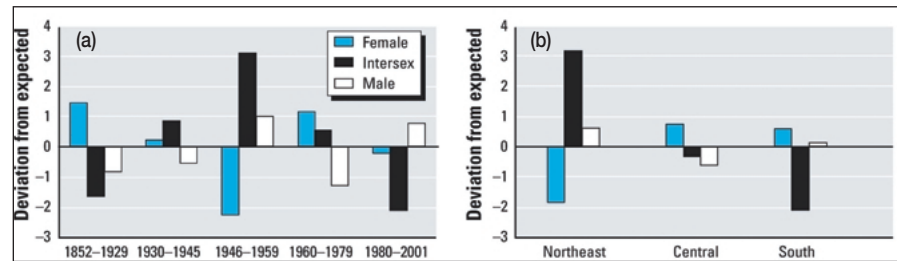 Deviation from expected
4
3
2
1
0
–1
–2
–3
(a)
Female
Intersex
Male
1852–1929 1930–1945 1946–1959 1960–1979 1980–2001
Deviation from expected
4
3
2
1
0
–1
–2
–3
(b)
Northeast Central South